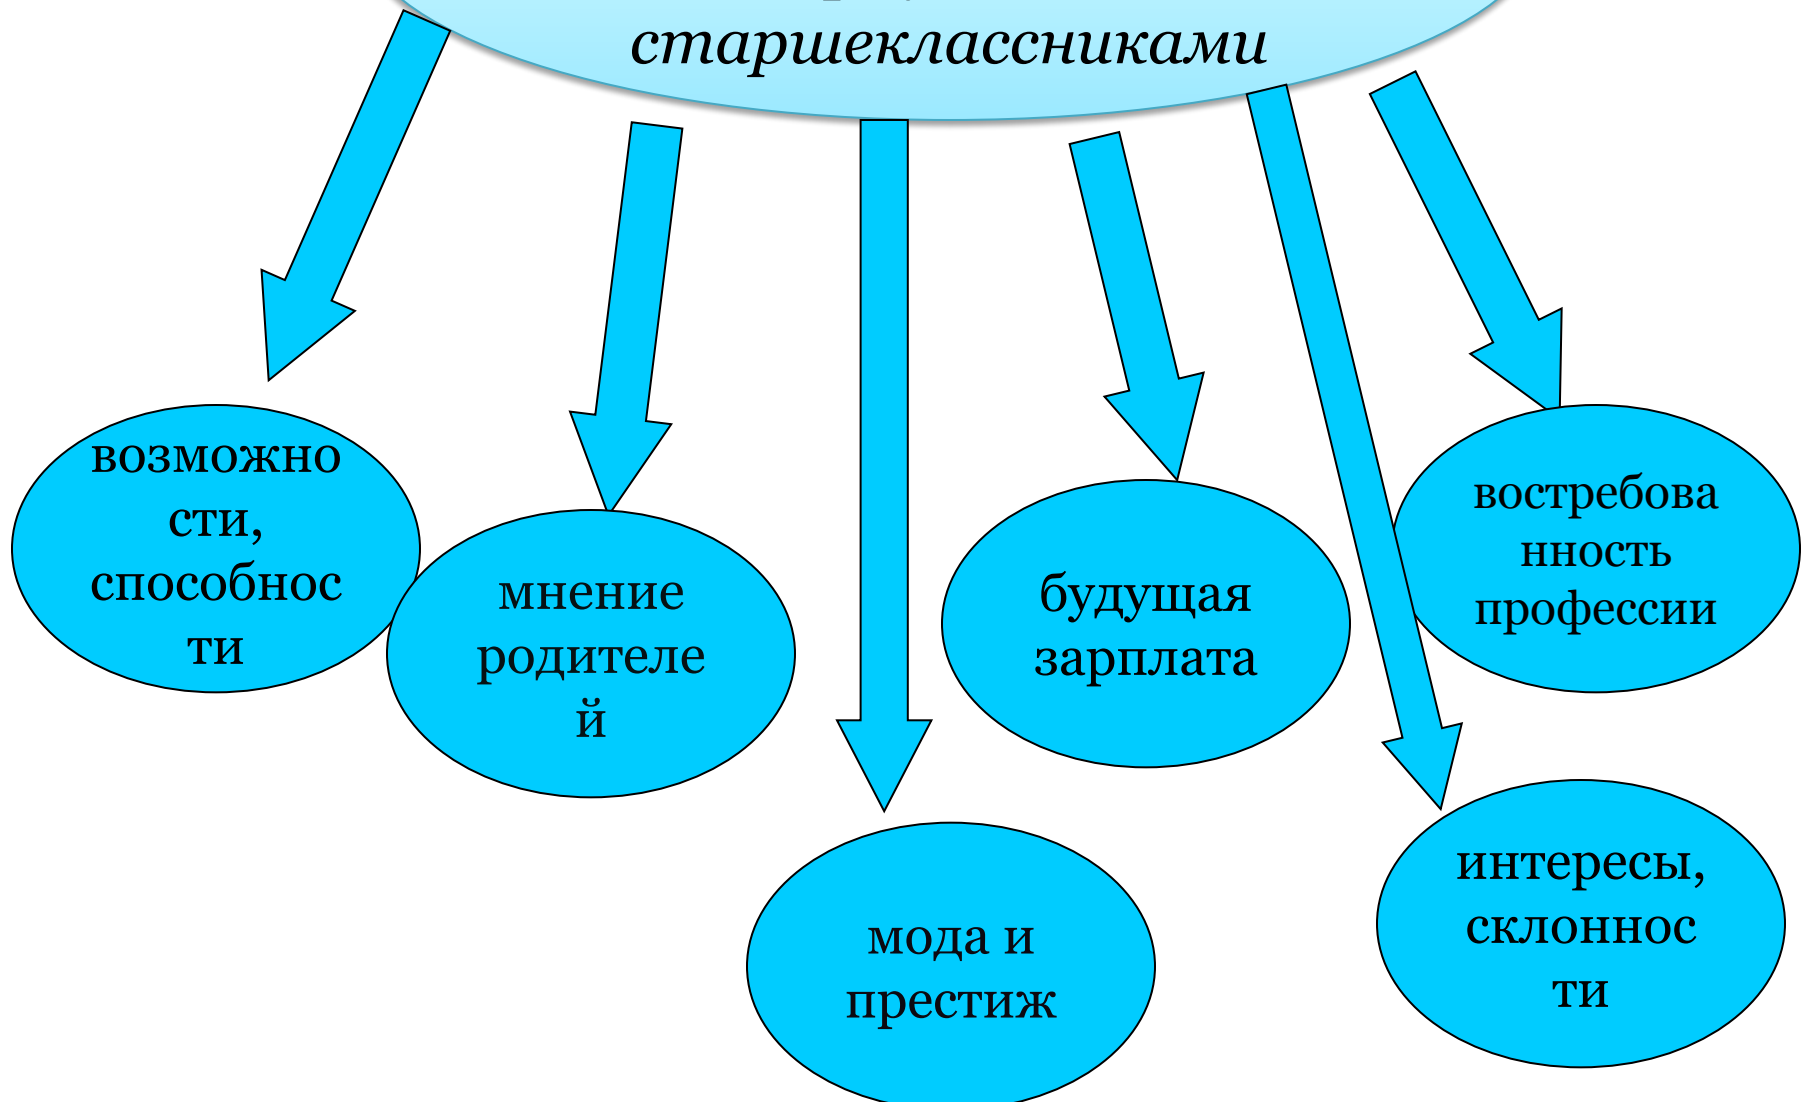 старшеклассниками
возможно
сти,
способнос
ти
мнение
родителе
й
мода и
престиж
будущая
зарплата
востребова
нность
профессии
интересы,
склоннос
ти